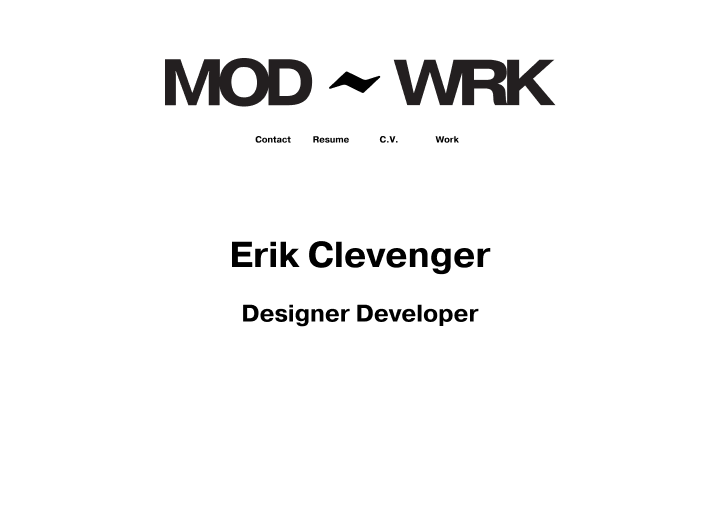 MOD ~ WRK
Contact Resume C.V. Work
Erik Clevenger
Designer Developer